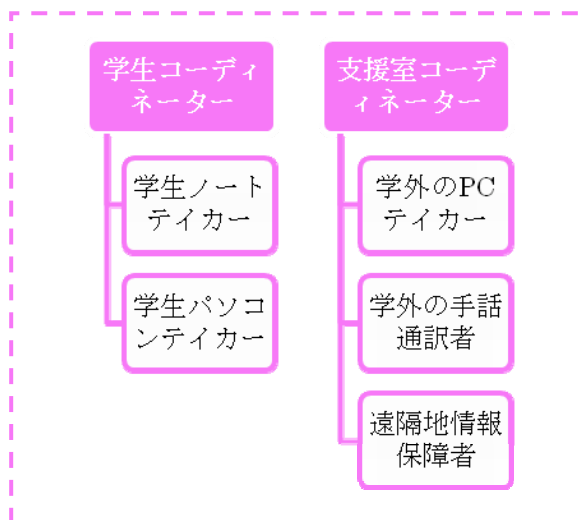 学生コーディ
ネーター
学生ノート
テイカー
学生パソコ
ンテイカー
支援室コーデ
ィネーター
学外のPC
テイカー
学外の手話
通訳者
遠隔地情報
保障者